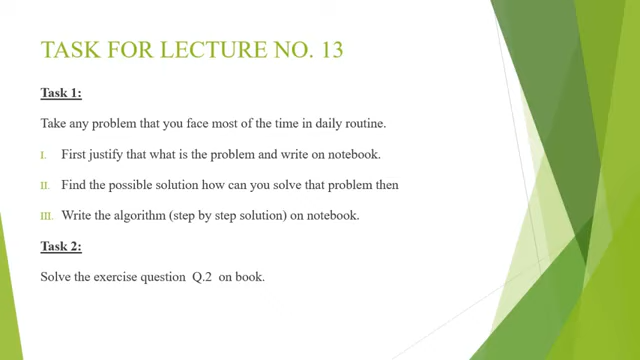 TASK FOR LECTURE NO. 13
Task 1:
Take any problem that you face most of the time in daily routine.
I. First justify that what is the problem and write on notebook.
II. Find the possible solution how can you solve that problem then
III. Write the algorithm (step by step solution) on notebook.
Task 2:
Solve the exercise question Q.2 on book.